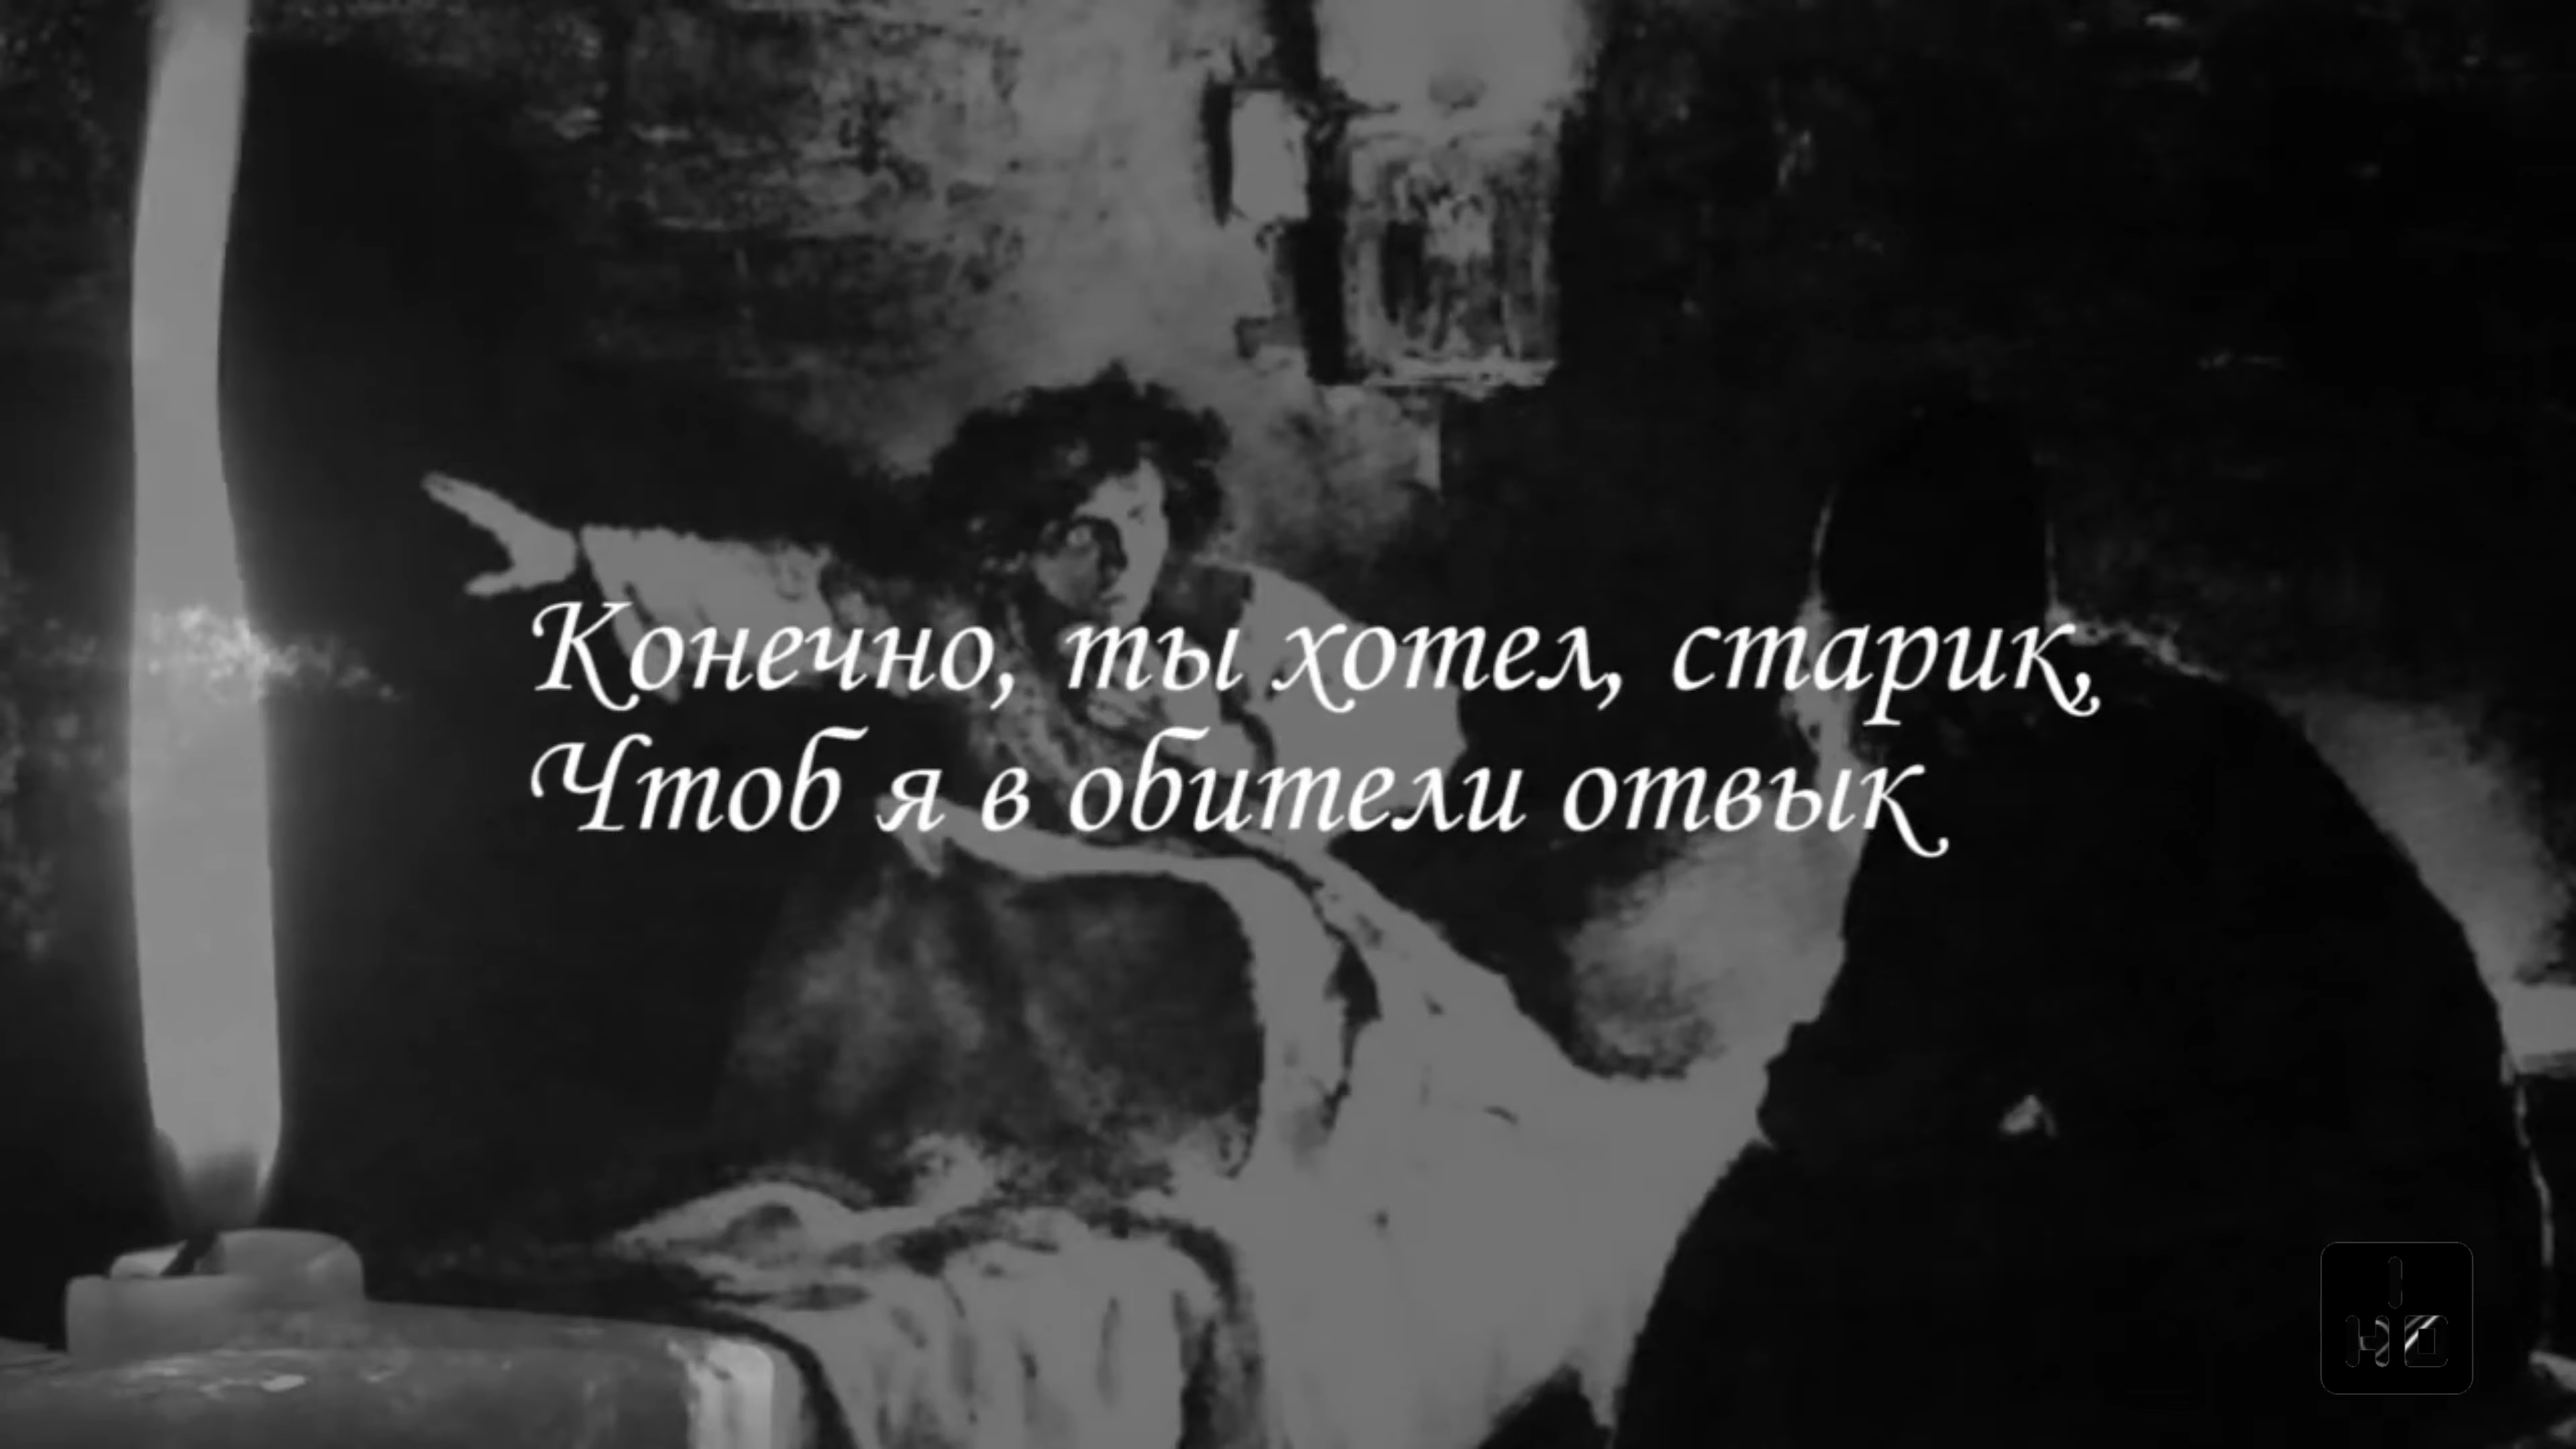 Конечно, ты хотел, старик,
Чтоб я в обители отвык